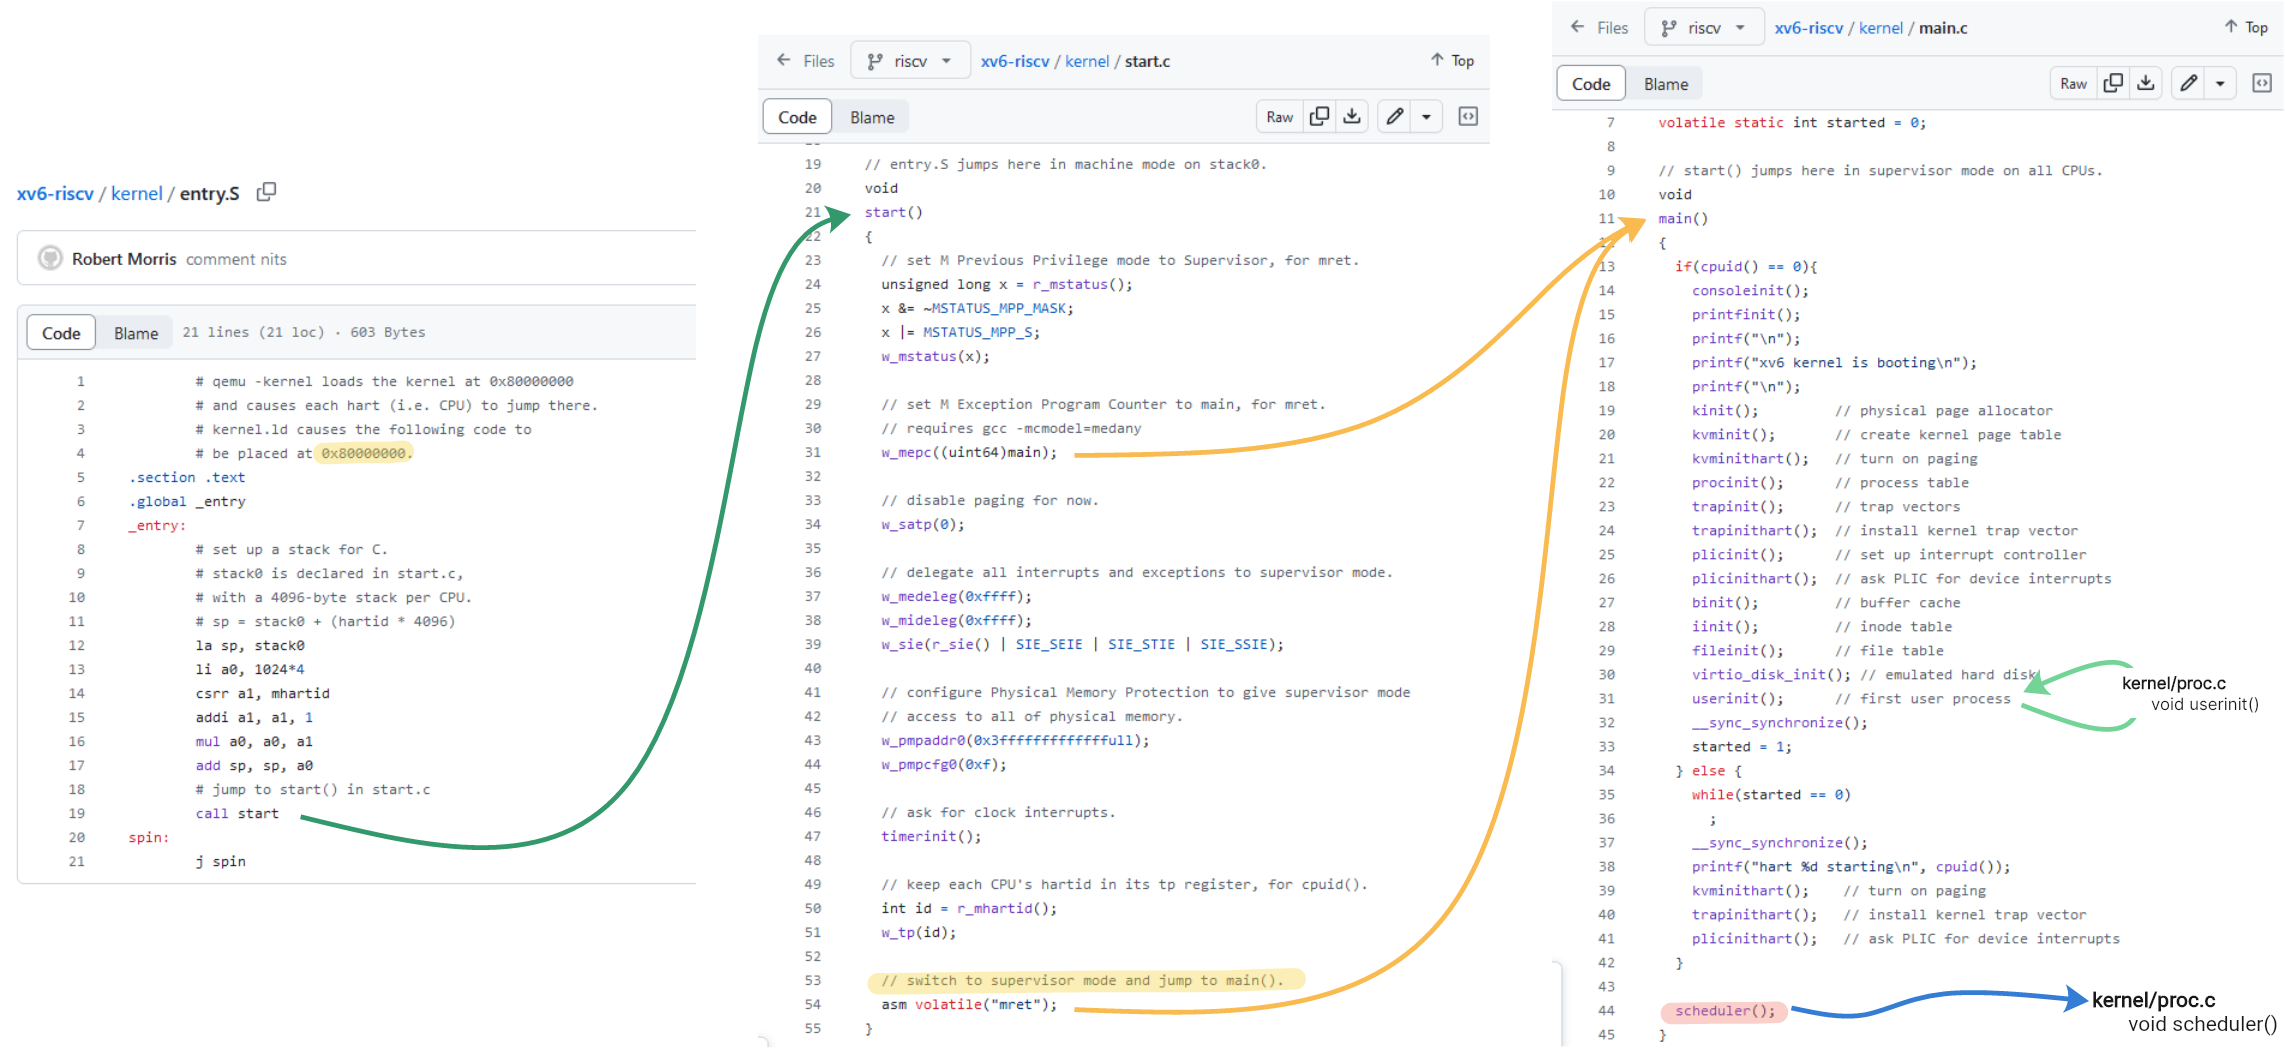 xv6-riscv / kernel / entry.S
Robert Morris comment nits
Code Blame 21 lines (21 loc) · 603 Bytes
1 # qemu -kernel loads the kernel at 0x80000000
2 # and causes each hart (i.e. CPU) to jump there.
3 # kernel.ld causes the following code to
4 # be placed at 0x80000000.
5 .section .text
6 .global _entry
7 _entry:
8 # set up a stack for C.
9 # stack0 is declared in start.c,
10 # with a 4096-byte stack per CPU.
11 # sp = stack0 + (hartid * 4096)
12 la sp, stack0
13 li a0, 1024*4
14 csrr a1, mhartid
15 addi a1, a1, 1
16 mul a0, a0, a1
17 add sp, sp, a0
18 # jump to start() in start.c
19 call start
20 spin:
21 j spin
Files riscv xv6-riscv / kernel / start.c Top
Code Blame Raw
19 // entry.S jumps here in machine mode on stack0.
20 void
21 start()
22 {
23 // set M Previous Privilege mode to Supervisor, for mret.
24 unsigned long x = r_mstatus();
25 x &= ~MSTATUS_MPP_MASK;
26 x |= MSTATUS_MPP_S;
27 w_mstatus(x);
28
29 // set M Exception Program Counter to main, for mret.
30 // requires gcc -mcmodel=medany
31 w_mepc((uint64)main);
32
33 // disable paging for now.
34 w_satp(0);
35
36 // delegate all interrupts and exceptions to supervisor mode.
37 w_medeleg(0xffff);
38 w_mideleg(0xffff);
39 w_sie(r_sie() | SIE_SEIE | SIE_STIE | SIE_SSIE);
40
41 // configure Physical Memory Protection to give supervisor mode
42 // access to all of physical memory.
43 w_pmpaddr0(0x3fffffffffffffull);
44 w_pmpcfg0(0xf);
45
46 // ask for clock interrupts.
47 timerinit();
48
49 // keep each CPU's hartid in its tp register, for cpuid().
50 int id = r_mhartid();
51 w_tp(id);
52
53 // switch to supervisor mode and jump to main().
54 asm volatile("mret");
55 }
Files riscv xv6-riscv / kernel / main.c Top
Code Blame Raw
7 volatile static int started = 0;
8
9 // start() jumps here in supervisor mode on all CPUs.
10 void
11 main()
12 {
13 if(cpuid() == 0){
14 consoleinit();
15 printfinit();
16 printf("\n");
17 printf("xv6 kernel is booting\n");
18 printf("\n");
19 kinit(); // physical page allocator
20 kvminit(); // create kernel page table
21 kvminithart(); // turn on paging
22 procinit(); // process table
23 trapinit(); // trap vectors
24 trapinithart(); // install kernel trap vector
25 plicinit(); // set up interrupt controller
26 plicinithart(); // ask PLIC for device interrupts
27 binit(); // buffer cache
28 iinit(); // inode table
29 fileinit(); // file table
30 virtio_disk_init(); // emulated hard disk
31 userinit(); // first user process
32 __sync_synchronize();
33 started = 1;
34 } else {
35 while(started == 0)
36 ;
37 __sync_synchronize();
38 printf("hart %d starting\n", cpuid());
39 kvminithart(); // turn on paging
40 trapinithart(); // install kernel trap vector
41 plicinithart(); // ask PLIC for device interrupts
42 }
43
44 scheduler();
45 }
kernel/proc.c
void userinit()
kernel/proc.c
void scheduler()